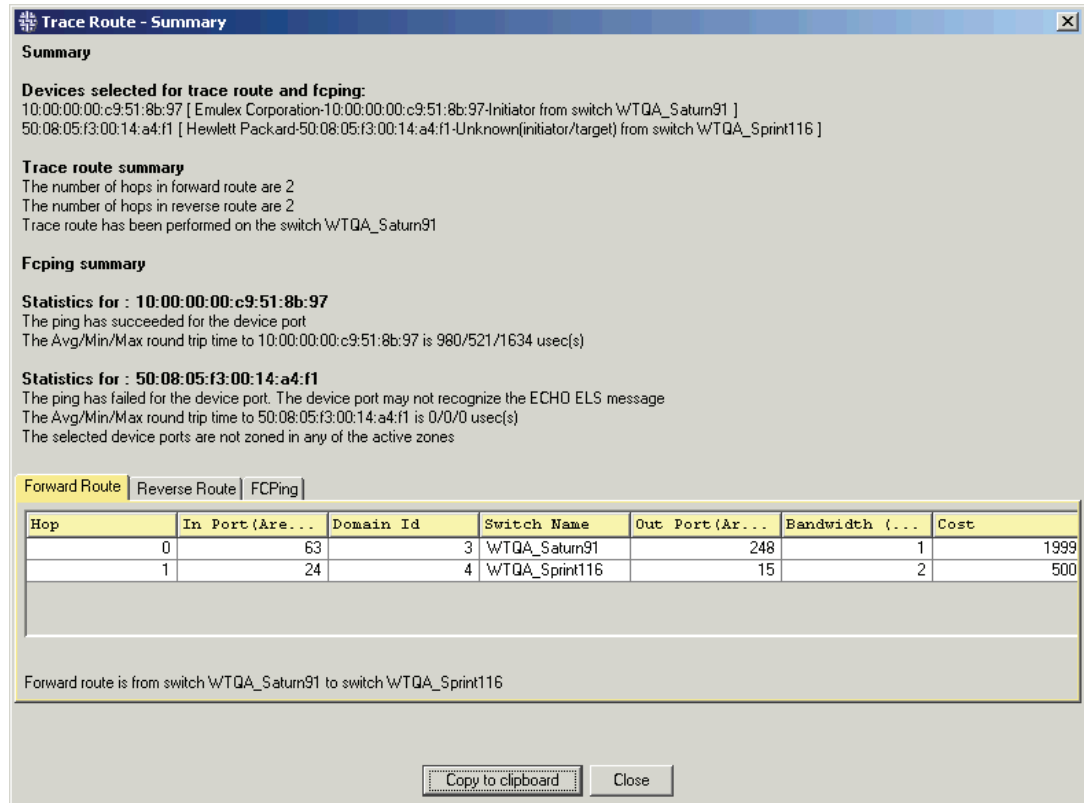 Trace Route - Summary
Summary
Devices selected for trace route and fcping:
10:00:00:00:c9:51:8b:97 [ Emulex Corporation-10:00:00:00:c9:51:8b:97-Initiator from switch WTQA_Saturn91 ]
50:08:05:f3:00:14:a4:f1 [ Hewlett Packard-50:08:05:f3:00:14:a4:f1-Unknown(initiator/target) from switch WTQA_Sprint116 ]
Trace route summary
The number of hops in forward route are 2
The number of hops in reverse route are 2
Trace route has been performed on the switch WTQA_Saturn91
Fcping summary
Statistics for : 10:00:00:00:c9:51:8b:97
The ping has succeeded for the device port
The Avg/Min/Max round trip time to 10:00:00:00:c9:51:8b:97 is 980/521/1634 usec(s)
Statistics for : 50:08:05:f3:00:14:a4:f1
The ping has failed for the device port. The device port may not recognize the ECHO ELS message
The Avg/Min/Max round trip time to 50:08:05:f3:00:14:a4:f1 is 0/0/0 usec(s)
The selected device ports are not zoned in any of the active zones
Forward Route Reverse Route FCPing
Hop In Port(Are... Domain Id Switch Name Out Port(Ar... Bandwidth (... Cost
0 63 3 WTQA_Saturn91 248 1 1999
1 24 4 WTQA_Sprint116 15 2 500
Forward route is from switch WTQA_Saturn91 to switch WTQA_Sprint116
Copy to clipboard Close